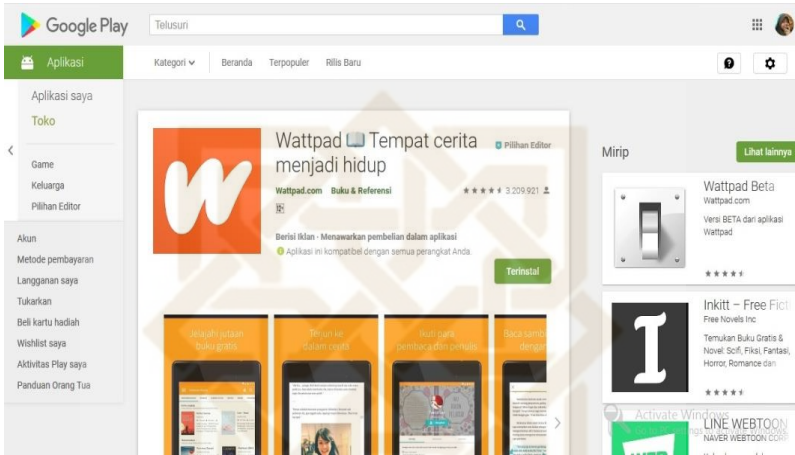 Google Play
Telusuri
Aplikasi
Kategori
Beranda
Terpopuler
Rilis Baru
Aplikasi saya
Toko
Game
Keluarga
Pilihan Editor
Akun
Metode pembayaran
Langganan saya
Tukarkan
Beli kartu hadiah
Wishlist saya
Aktivitas Play saya
Panduan Orang Tua
Wattpad 📖 Tempat cerita
menjadi hidup
Pilihan Editor
Wattpad.com Buku & Referensi
3.209.921
Berisi Iklan · Menawarkan pembelian dalam aplikasi
Aplikasi ini kompatibel dengan semua perangkat Anda.
Terinstal
Jelajahi jutaan
buku gratis
Terjun ke
dalam cerita
Ikuti para
pembaca dan penulis
Baca samb
dengan
Mirip
Lihat lainnya
Wattpad Beta
Wattpad.com
Versi BETA dari aplikasi
Wattpad
Inkitt – Free Ficti
Free Novels Inc
Temukan Buku Gratis &
Novel: Scifi, Fiksi, Fantasi,
Horror, Romance dan
LINE WEBTOON
NAVER WEBTOON CORP
Activate Windows